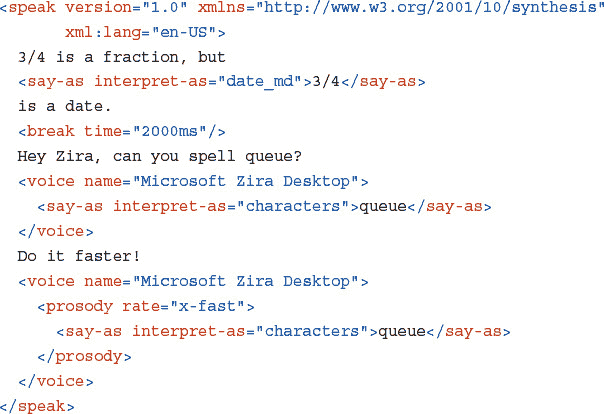 <speak version="1.0" xmlns="http://www.w3.org/2001/10/synthesis"
xml:lang="en-US">
3/4 is a fraction, but
<say-as interpret-as="date_md">3/4</say-as>
is a date.
<break time="2000ms"/>
Hey Zira, can you spell queue?
<voice name="Microsoft Zira Desktop">
<say-as interpret-as="characters">queue</say-as>
</voice>
Do it faster!
<voice name="Microsoft Zira Desktop">
<prosody rate="x-fast">
<say-as interpret-as="characters">queue</say-as>
</prosody>
</voice>
</speak>